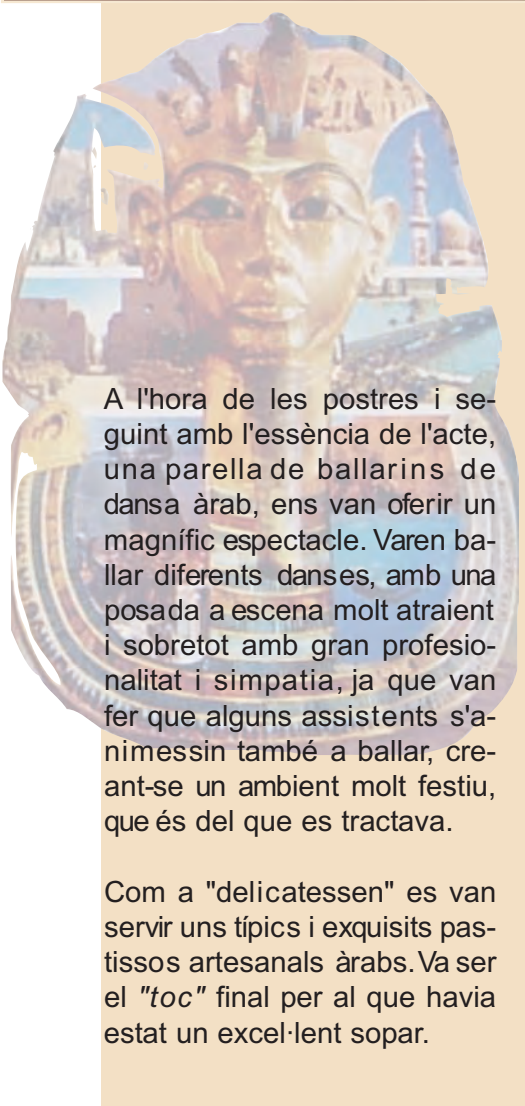 A l'hora de les postres i se-
guint amb l'essència de l'acte,
una parella de ballarins de
dansa àrab, ens van oferir un
magnífic espectacle. Varen ba-
llar diferents danses, amb una
posada a escena molt atraient
i sobretot amb gran profesio-
nalitat i simpatia, ja que van
fer que alguns assistents s'a-
nimessin també a ballar, cre-
ant-se un ambient molt festiu,
que és del que es tractava.

Com a "delicatessen" es van
servir uns típics i exquisits pas-
tissos artesanals àrabs. Va ser
el "toc" final per al que havia
estat un excel·lent sopar.